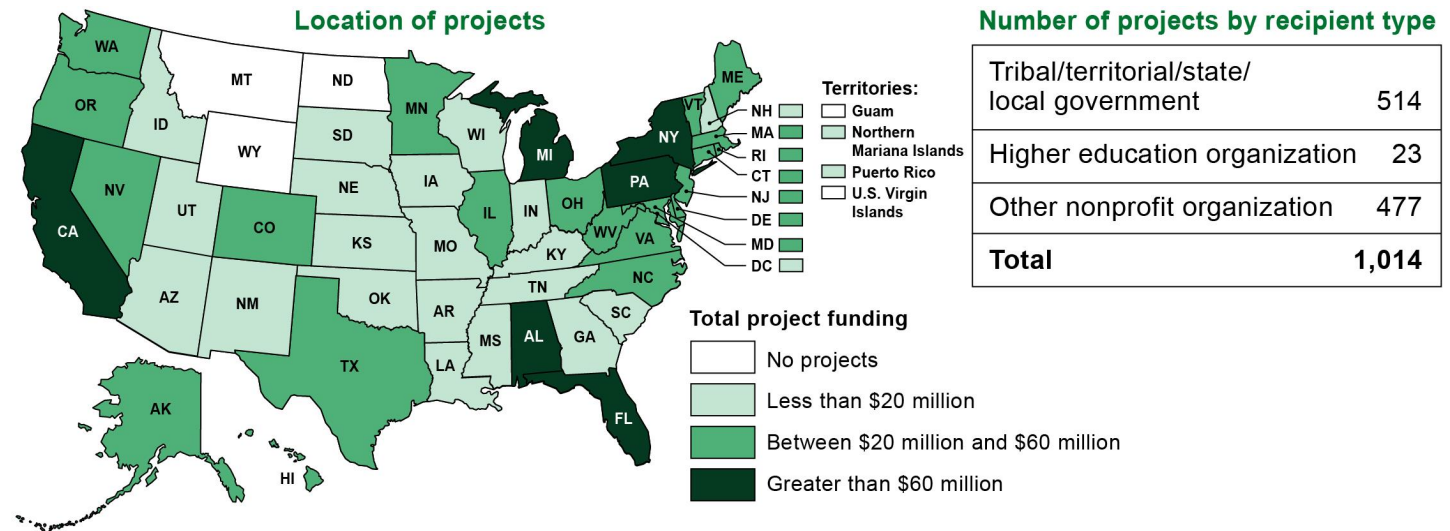 Location of projects
WA
MT
ND
MN
ME
VT
OR
ID
SD
WI
NY
WY
MI
NH
MA
RI
CT
NJ
DE
MD
DC
Territories:
Guam
Northern
Mariana Islands
Puerto Rico
U.S. Virgin
Islands
NV
UT
CO
NE
IA
IL
IN
OH
PA
CA
KS
MO
WV
VA
KY
NC
TN
AZ
NM
OK
AR
SC
MS
AL
GA
TX
LA
FL
AK
HI
Total project funding
No projects
Less than $20 million
Between $20 million and $60 million
Greater than $60 million
Number of projects by recipient type
Tribal/territorial/state/
local government 514
Higher education organization 23
Other nonprofit organization 477
Total 1,014